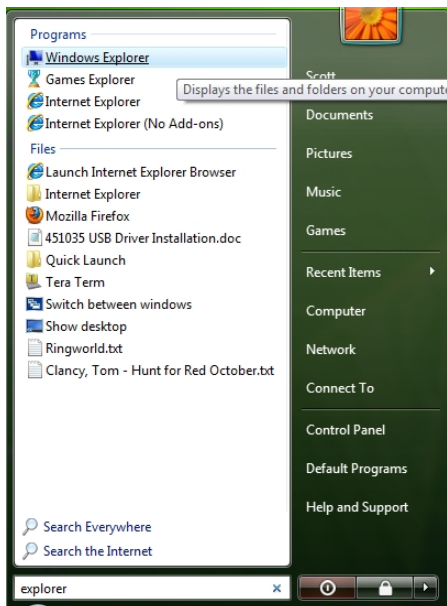 Programs
Windows Explorer
Games Explorer
Internet Explorer
Internet Explorer (No Add-ons)
Files
Launch Internet Explorer Browser
Internet Explorer
Mozilla Firefox
451035 USB Driver Installation.doc
Quick Launch
Tera Term
Switch between windows
Show desktop
Ringworld.txt
Clancy, Tom - Hunt for Red October.txt
Search Everywhere
Search the Internet
explorer
Displays the files and folders on your compute
Scott
Documents
Pictures
Music
Games
Recent Items
Computer
Network
Connect To
Control Panel
Default Programs
Help and Support